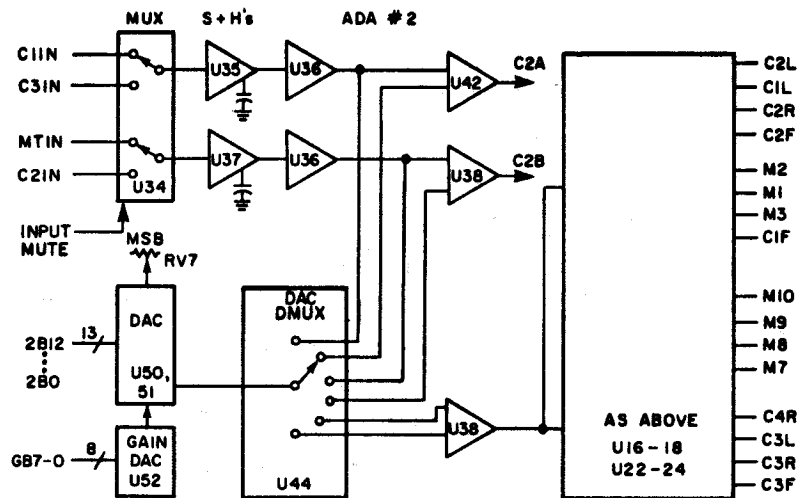 MUX
S+H's
ADA #2
C1IN
C3IN
MTIN
C2IN
U34
INPUT
MUTE
U35
U36
U37
U36
U42
C2A
U38
C2B
MSB
RV7
DAC
13
2B12
2B0
U50,
51
GB7-0
8
GAIN
DAC
U52
DAC
DMUX
U44
U38
AS ABOVE
U16-18
U22-24
C2L
C1L
C2R
C2F
M2
M1
M3
C1F
M10
M9
M8
M7
C4R
C3L
C3R
C3F